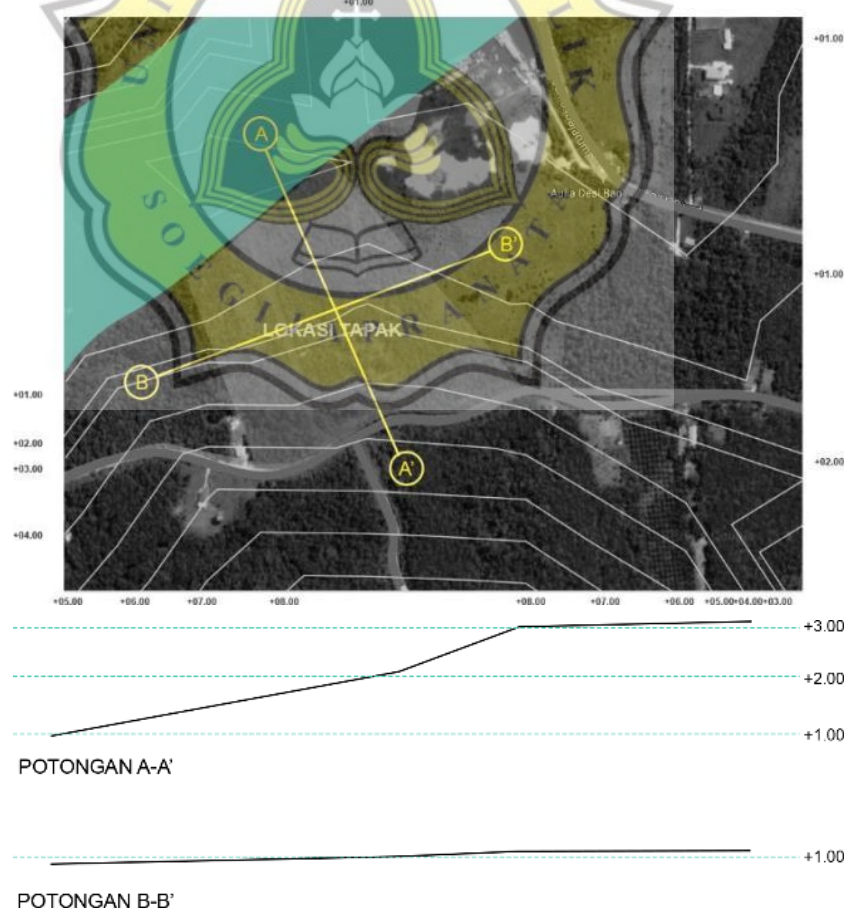 +01.00
+01.00
A
B'
+01.00
LOKASI TAPAK
SOEGIJAPRANATA
B
+01.00
+02.00
A'
+02.00
+03.00
+04.00
+05.00 +06.00 +07.00 +08.00 +08.00 +07.00 +06.00 +05.00+04.00+03.00
+3.00
+2.00
+1.00
POTONGAN A-A'
+1.00
POTONGAN B-B'